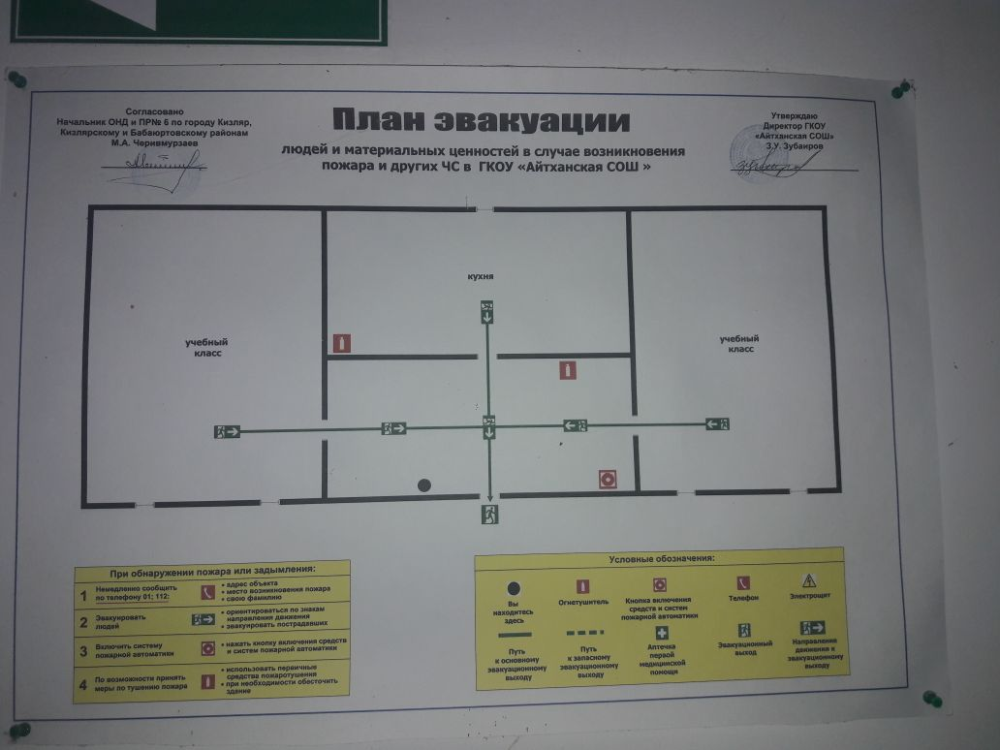 Согласовано
Начальник ОНД и ПР№ 6 по городу Кизляр,
Кизлярскому и Бабаюртовскому районам
М.А. Черивмурзаев
План эвакуации
людей и материальных ценностей в случае возникновения
пожара и других ЧС в ГКОУ «Айтханская СОШ »
Утверждаю
Директор ГКОУ
«Айтханская СОШ»
З.У. Зубаиров
кухня
учебный
класс
учебный
класс
При обнаружении пожара или задымления:
1 Немедленно сообщить
по телефону 01; 112:
• адрес объекта
• место возникновения пожара
• свою фамилию
2 Эвакуировать
людей
• ориентироваться по знакам
направления движения
• эвакуировать пострадавших
3 Включить систему
пожарной автоматики
• нажать кнопку включения средств
и систем пожарной автоматики
4 По возможности принять
меры по тушению пожара
• использовать первичные
средства пожаротушения
• при необходимости обесточить
здание
Условные обозначения:
Вы
находитесь
здесь
Огнетушитель
Кнопка включения
средств и систем
пожарной автоматики
Телефон
Электрощит
Путь
к основному
эвакуационному
выходу
Путь
к запасному
эвакуационному
выходу
Аптечка
первой
медицинской
помощи
Эвакуационный
выход
Направление
движения к
эвакуационному
выходу